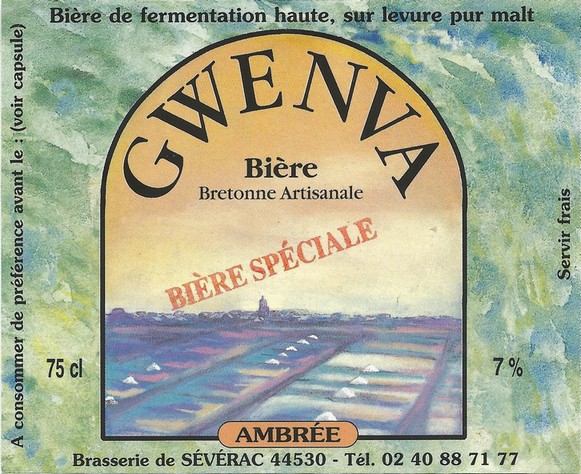 Bière de fermentation haute, sur levure pur malt
A consommer de préférence avant le : (voir capsule)
GWENVA
Bière
Bretonne Artisanale
BIÈRE SPÉCIALE
Servir frais
75 cl
7 %
AMBRÉE
Brasserie de SÉVÉRAC 44530 - Tél. 02 40 88 71 77